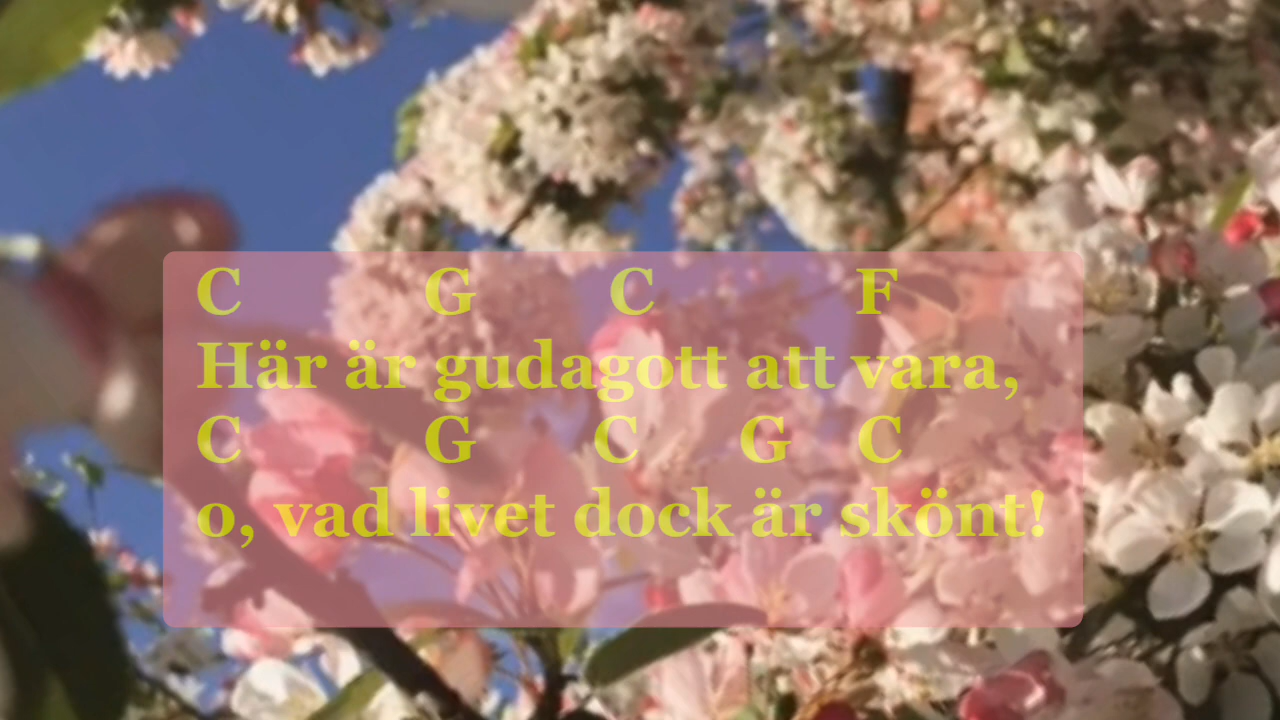 C G C F
Här är gudagott att vara,
C G C G C
o, vad livet dock är skönt!